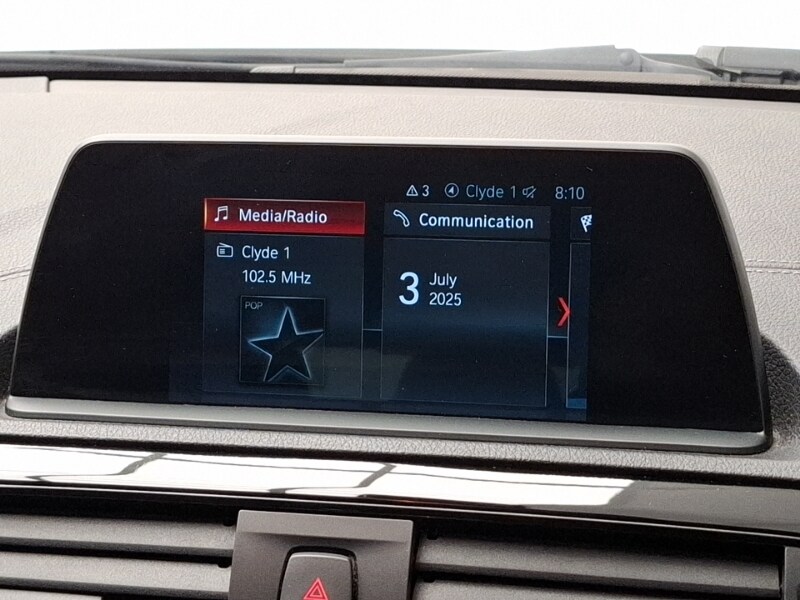 3 Clyde 1 8:10
Media/Radio
Communication
Clyde 1
102.5 MHz
POP
3 July
2025